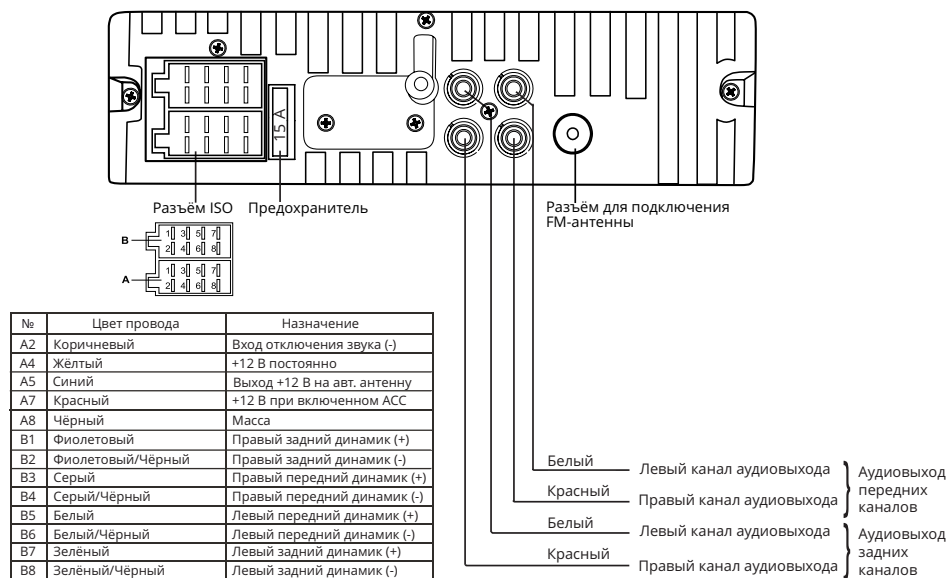 15 A
Разъём ISO
Предохранитель
Разъём для подключения
FM-антенны
B
1 3 5 7
2 4 6 8
A
1 3 5 7
2 4 6 8
№ Цвет провода Назначение
A2 Коричневый Вход отключения звука (-)
A4 Жёлтый +12 В постоянно
A5 Синий Выход +12 В на авт. антенну
A7 Красный +12 В при включенном АСС
A8 Чёрный Масса
B1 Фиолетовый Правый задний динамик (+)
B2 Фиолетовый/Чёрный Правый задний динамик (-)
B3 Серый Правый передний динамик (+)
B4 Серый/Чёрный Правый передний динамик (-)
B5 Белый Левый передний динамик (+)
B6 Белый/Чёрный Левый передний динамик (-)
B7 Зелёный Левый задний динамик (+)
B8 Зелёный/Чёрный Левый задний динамик (-)
Белый Левый канал аудиовыхода
Красный Правый канал аудиовыхода
Аудиовыход
передних
каналов
Белый Левый канал аудиовыхода
Красный Правый канал аудиовыхода
Аудиовыход
задних
каналов